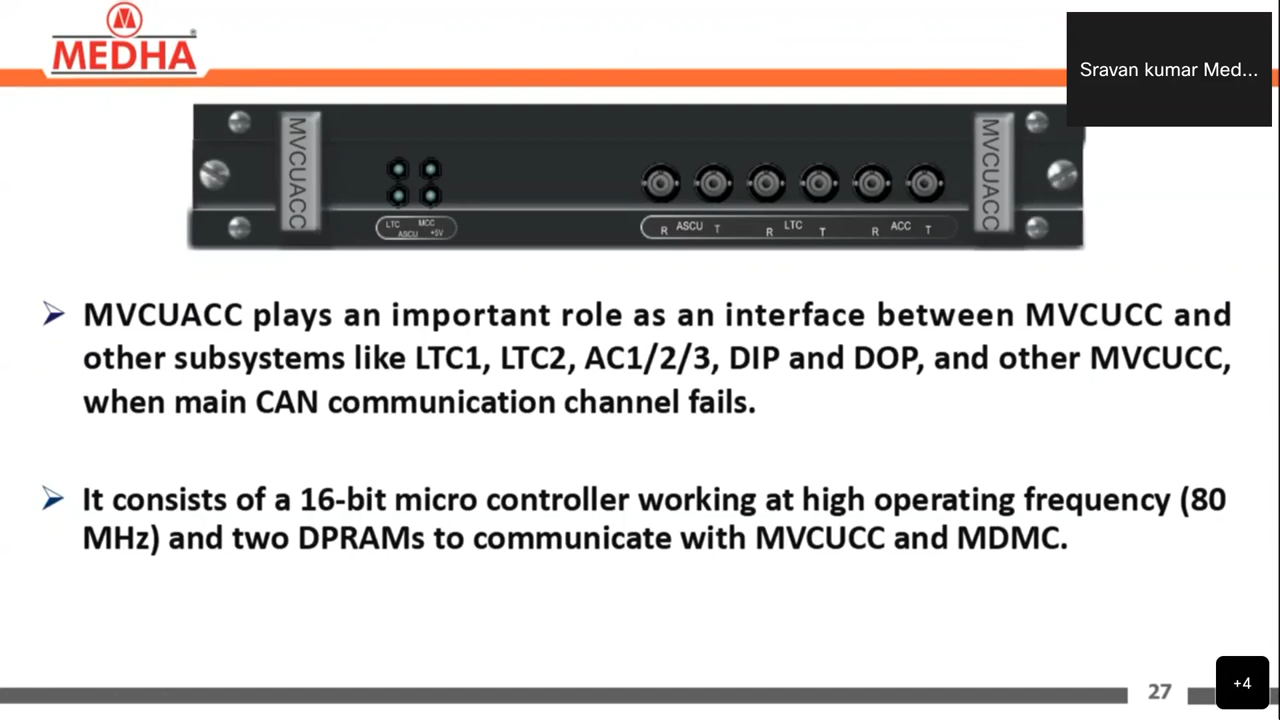 MEDHA
Sravan kumar Med...
MVCUACC
MVCUACC
LTC MCC
ASCU +5V
R ASCU T R LTC T R ACC T
MVCUACC plays an important role as an interface between MVCUCC and
other subsystems like LTC1, LTC2, AC1/2/3, DIP and DOP, and other MVCUCC,
when main CAN communication channel fails.
It consists of a 16-bit micro controller working at high operating frequency (80
MHz) and two DPRAMs to communicate with MVCUCC and MDMC.
27
+4